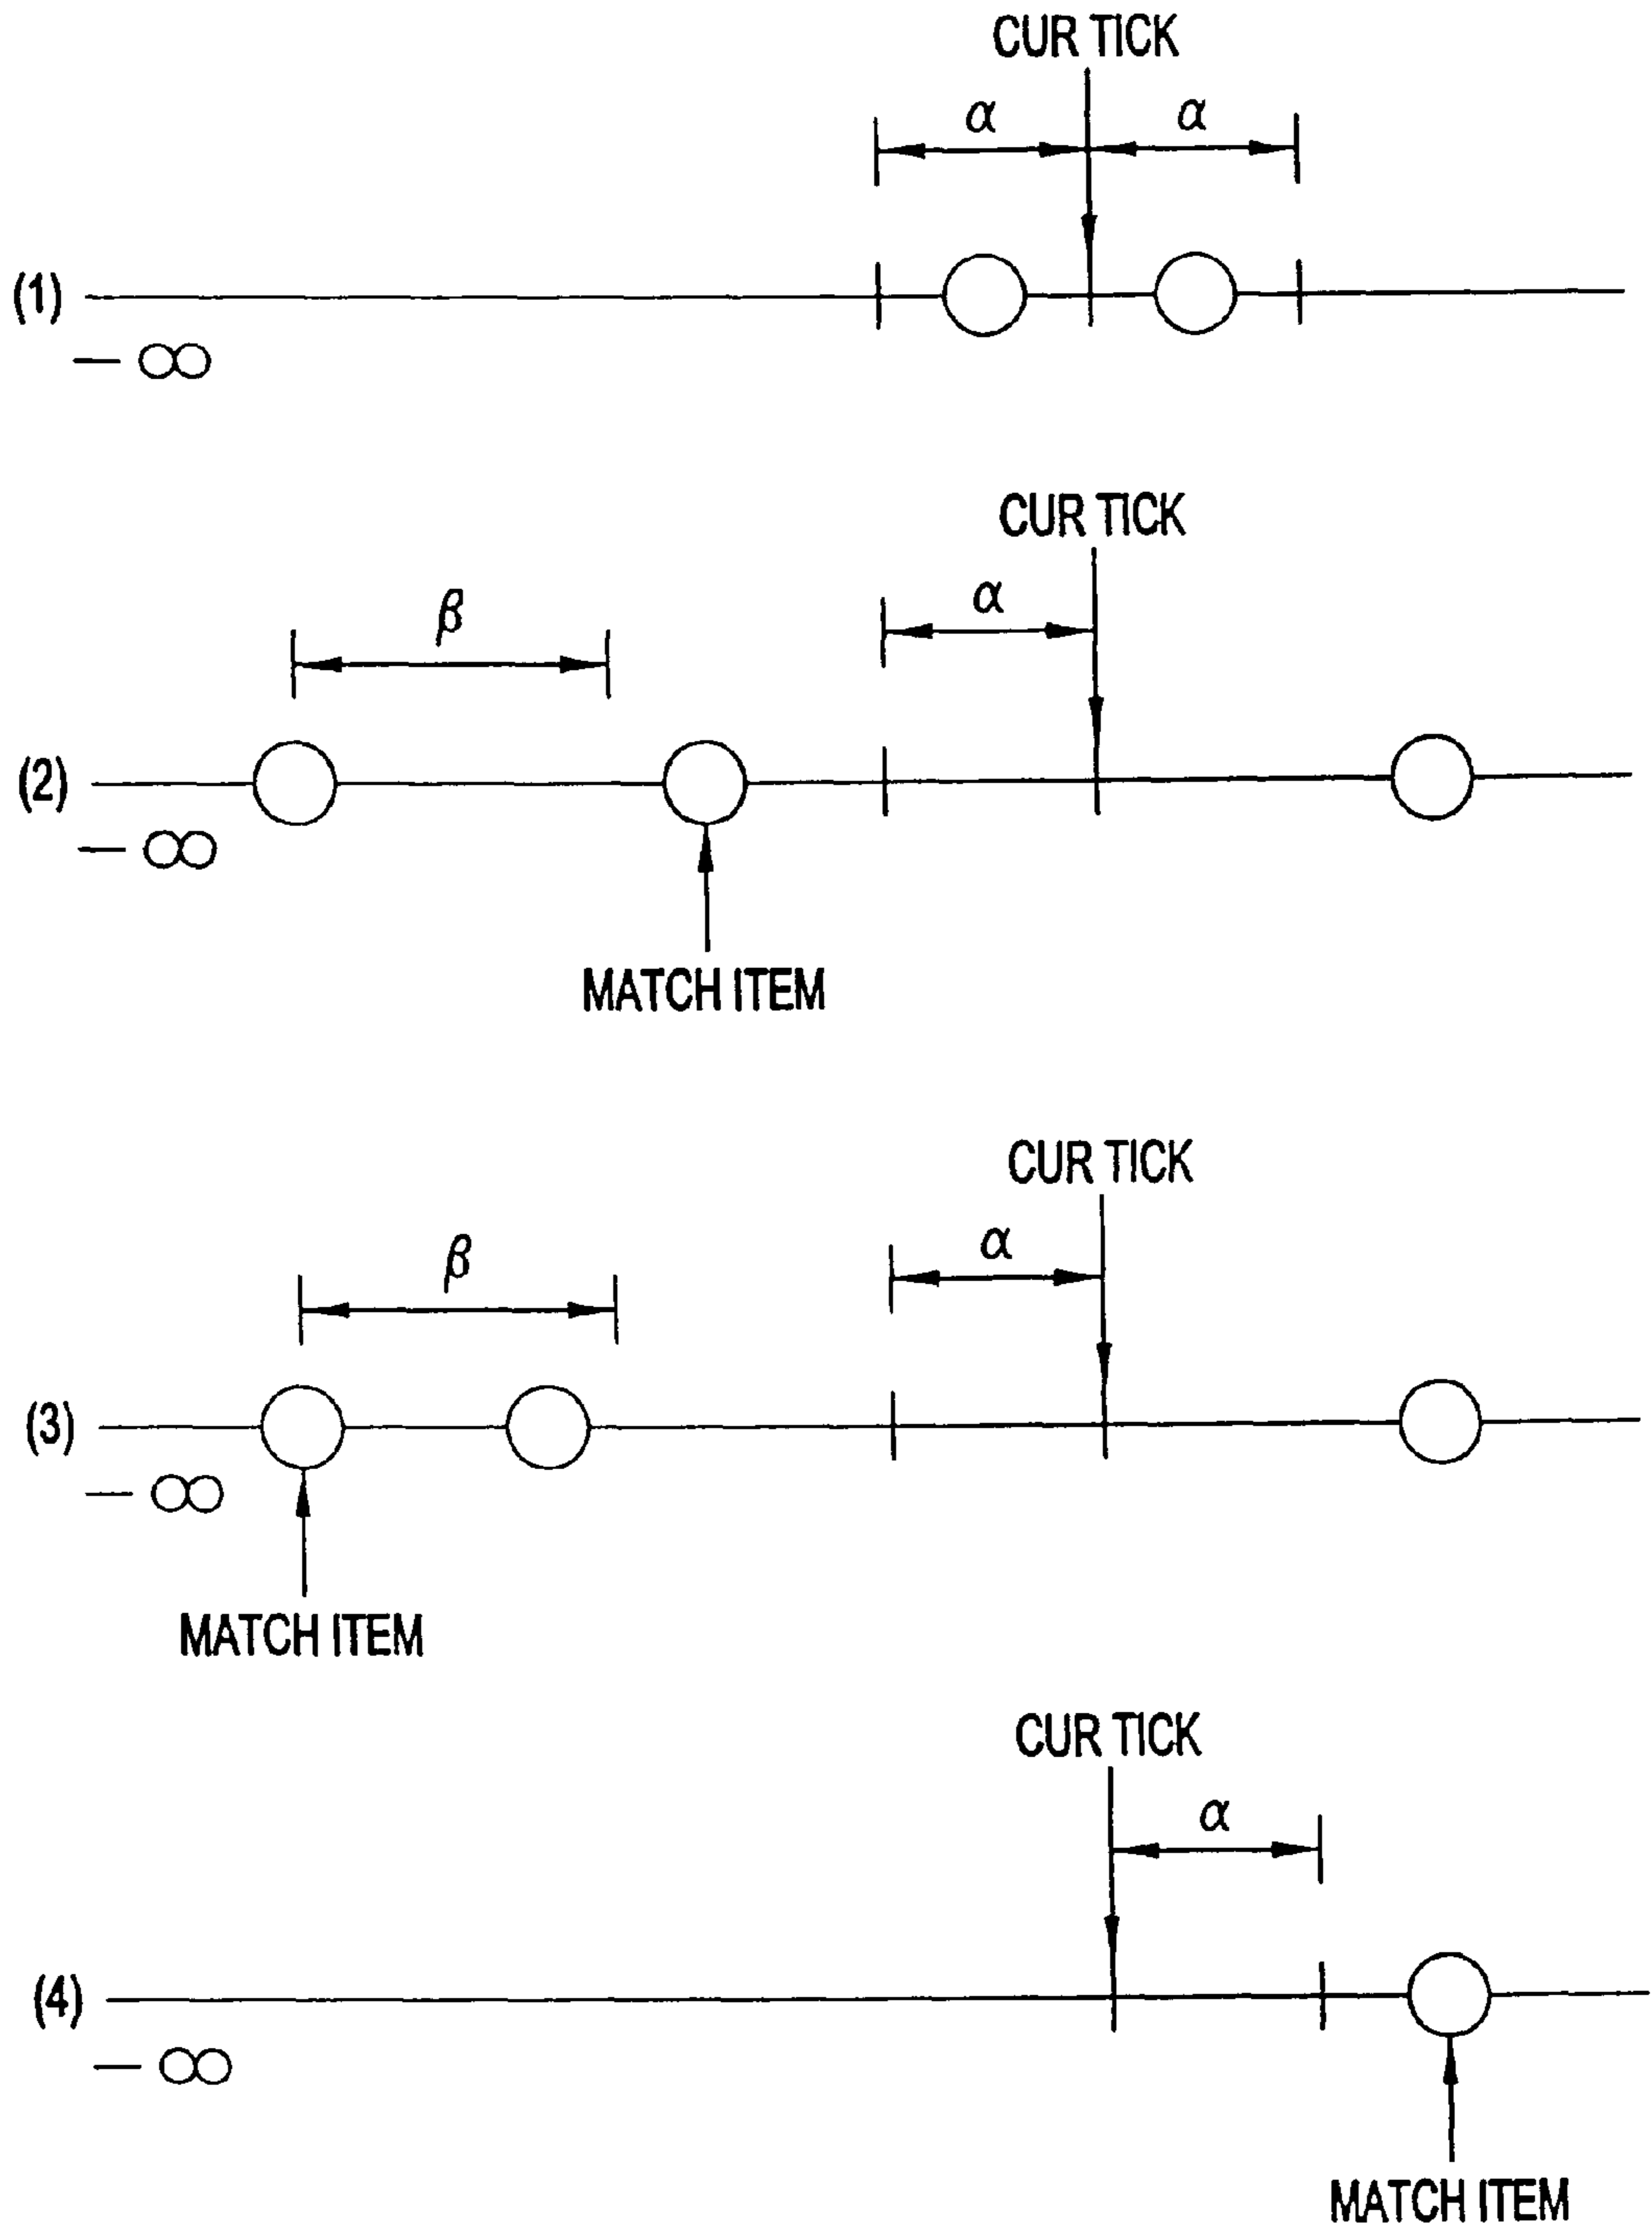 CUR TICK
α α
(1)
— ∞
CUR TICK
α
β
(2)
— ∞
MATCH ITEM
CUR TICK
α
β
(3)
— ∞
MATCH ITEM
CUR TICK
α
(4)
— ∞
MATCH ITEM